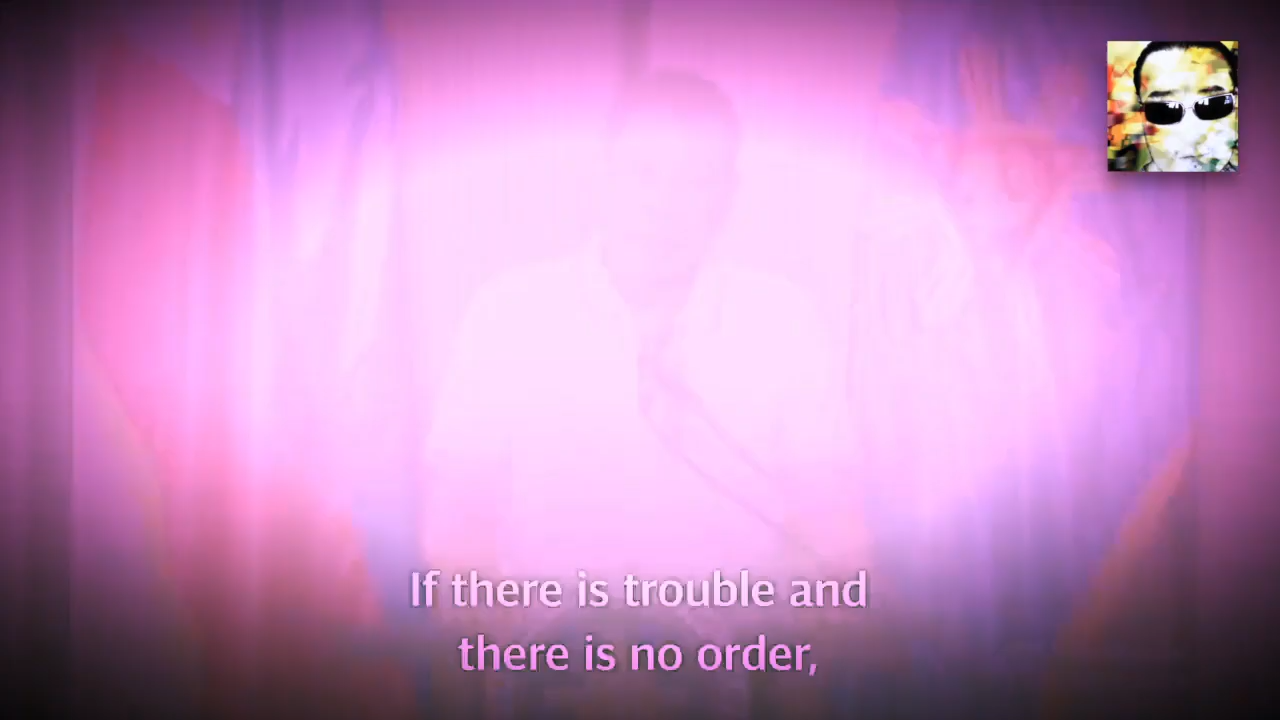 If there is trouble and
there is no order,